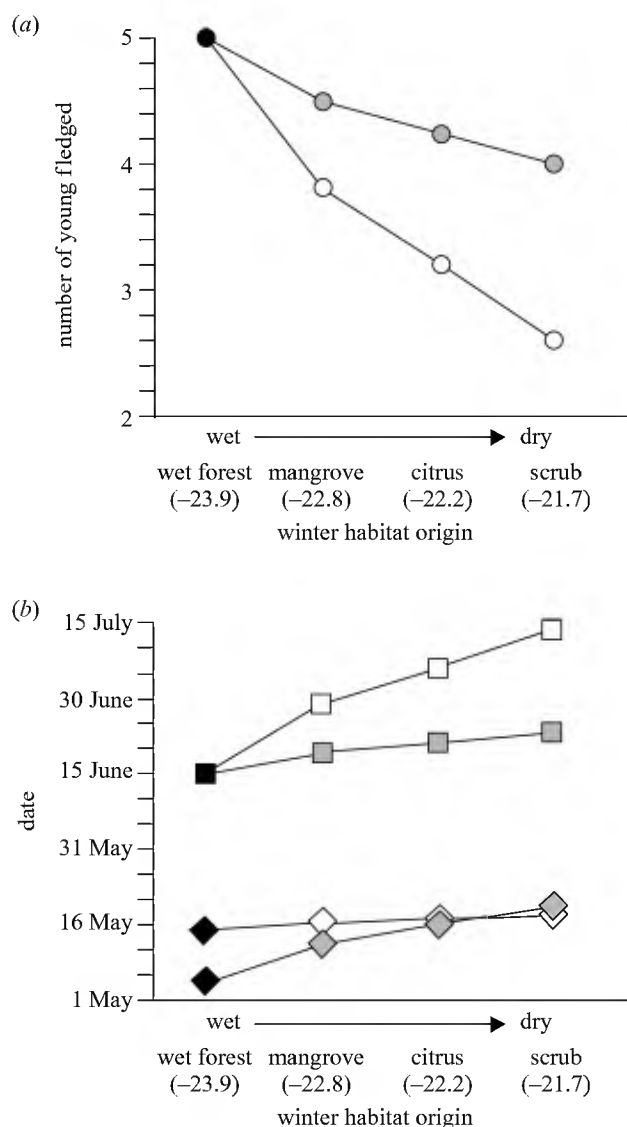 (a)
5
4
3
2
number of young fledged
wet dry
wet forest mangrove citrus scrub
(–23.9) (–22.8) (–22.2) (–21.7)
winter habitat origin
(b)
15 July
30 June
15 June
31 May
16 May
1 May
date
wet dry
wet forest mangrove citrus scrub
(–23.9) (–22.8) (–22.2) (–21.7)
winter habitat origin